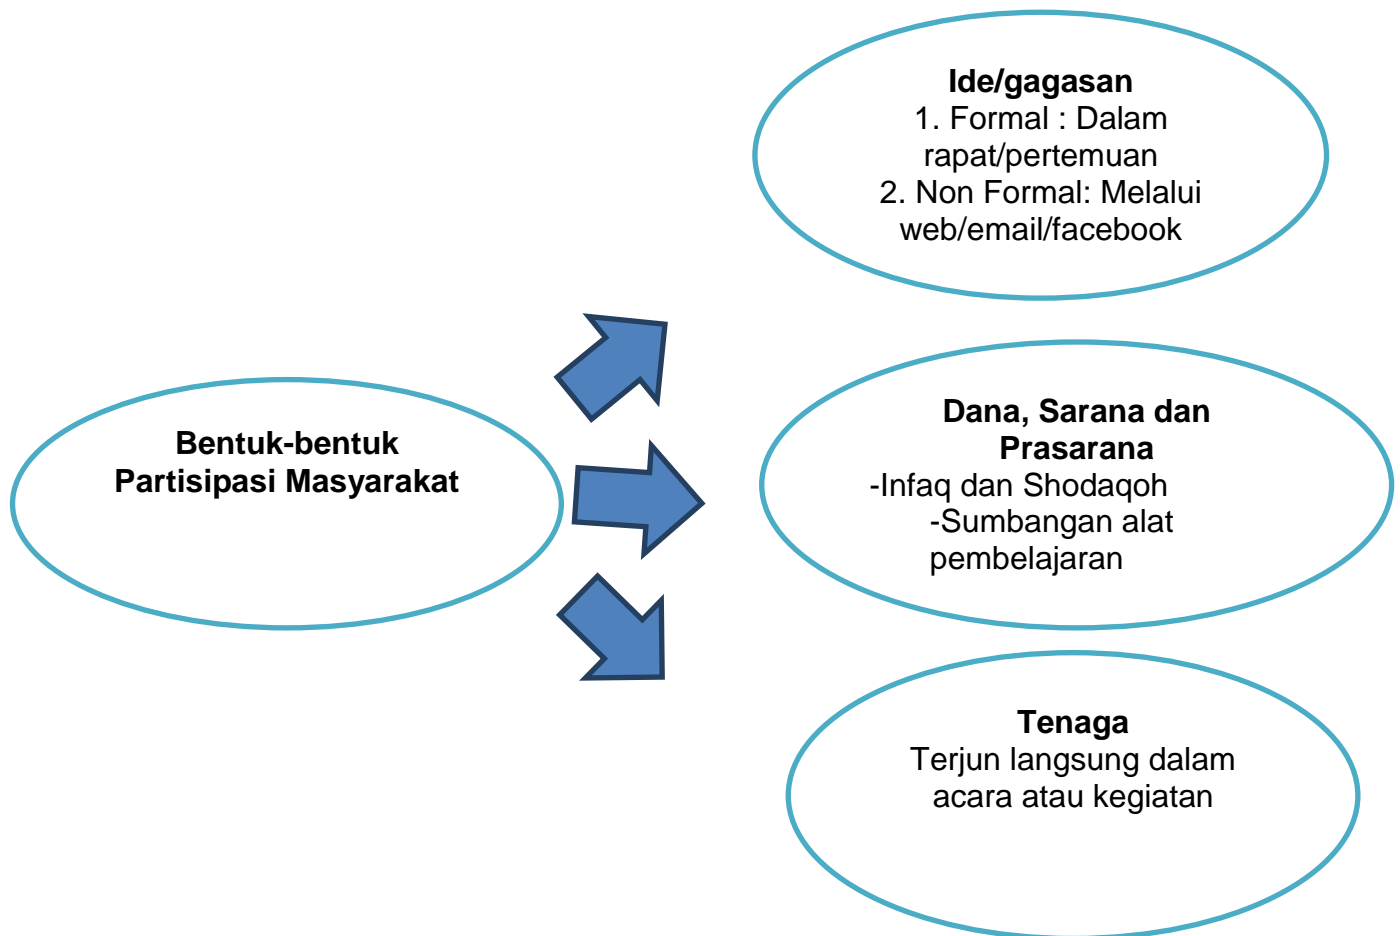 Ide/gagasan
1. Formal : Dalam
rapat/pertemuan
2. Non Formal: Melalui
web/email/facebook
Bentuk-bentuk
Partisipasi Masyarakat
Dana, Sarana dan
Prasarana
-Infaq dan Shodaqoh
-Sumbangan alat
pembelajaran
Tenaga
Terjun langsung dalam
acara atau kegiatan